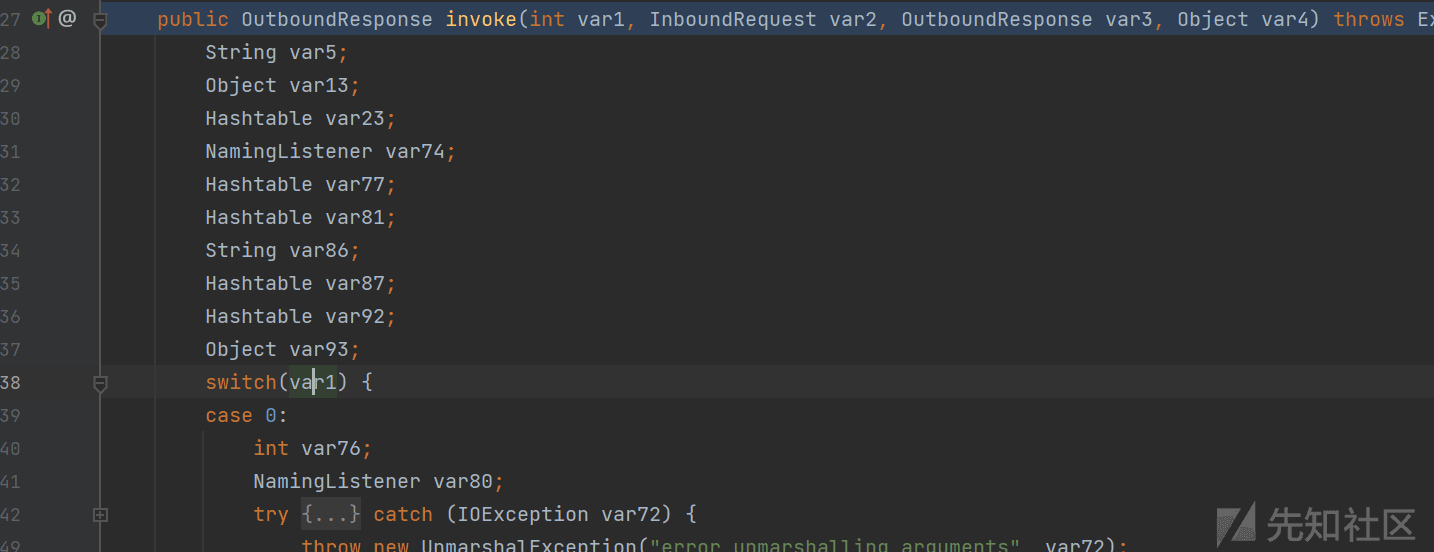 27 @ public OutboundResponse invoke(int var1, InboundRequest var2, OutboundResponse var3, Object var4) throws Ex
28 String var5;
29 Object var13;
30 Hashtable var23;
31 NamingListener var74;
32 Hashtable var77;
33 Hashtable var81;
34 String var86;
35 Hashtable var87;
36 Hashtable var92;
37 Object var93;
38 switch(var1) {
39 case 0:
40 int var76;
41 NamingListener var80;
42 try {...} catch (IOException var72) {
49 throw new UnmarshalException("error unmarshalling arguments", var72);
先知社区